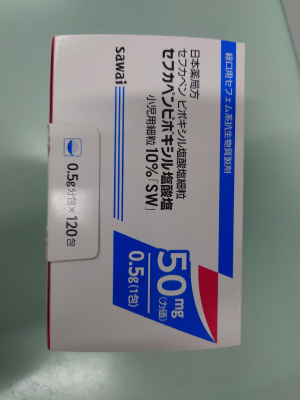 経口用セフェム系抗生物質製剤
日本薬局方
セフカペン ピボキシル塩酸塩細粒
セフカペンピボキシル塩酸塩
小児用細粒10%「SW」
sawai
50mg
(力価)
0.5g(1包)
0.5g分包×120包